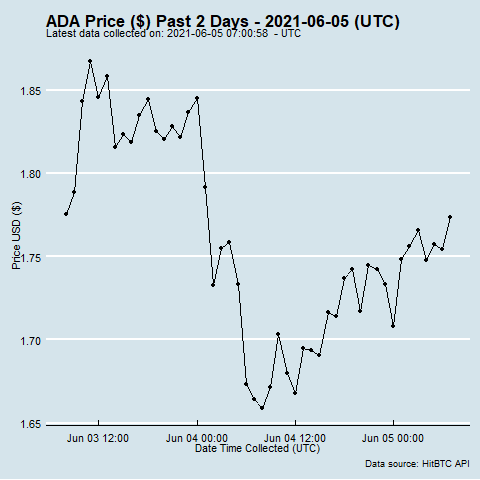 ADA Price ($) Past 2 Days - 2021-06-05 (UTC)
Latest data collected on: 2021-06-05 07:00:58 - UTC
1.85
1.80
1.75
1.70
1.65
Price USD ($)
Jun 03 12:00 Jun 04 00:00 Jun 04 12:00 Jun 05 00:00
Date Time Collected (UTC)
Data source: HitBTC API